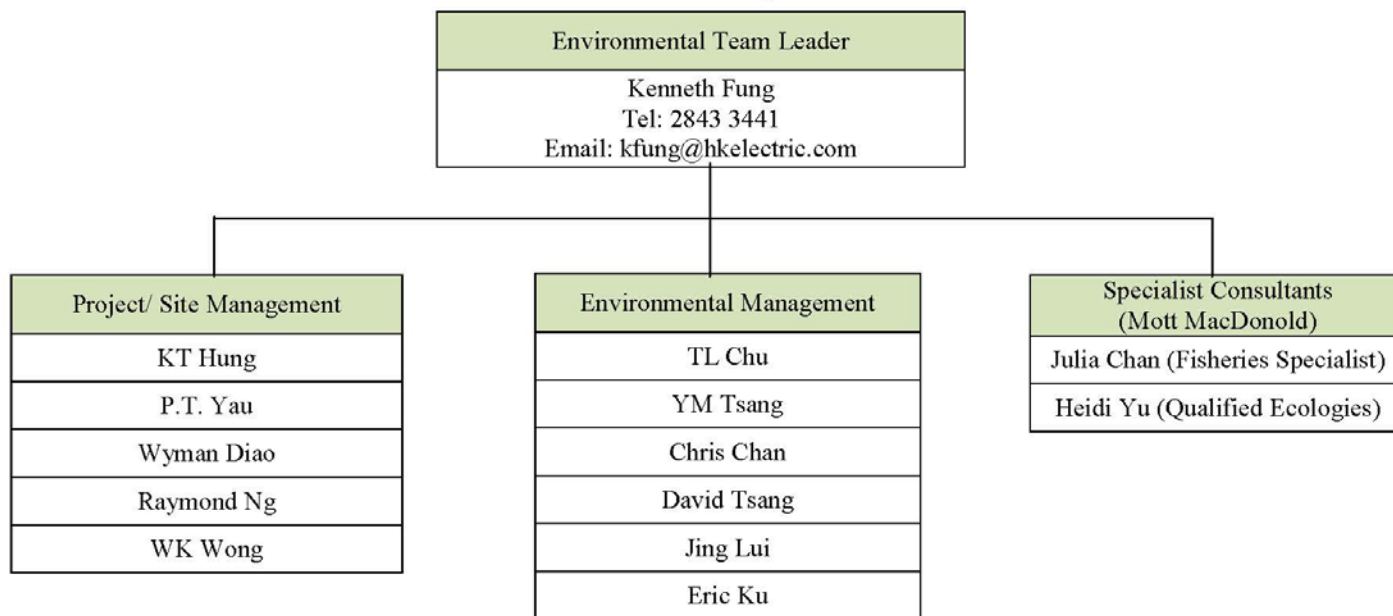 Environmental Team Leader
Kenneth Fung
Tel: 2843 3441
Email: kfung@hkelectric.com
Project/ Site Management
KT Hung
P.T. Yau
Wyman Diao
Raymond Ng
WK Wong
Environmental Management
TL Chu
YM Tsang
Chris Chan
David Tsang
Jing Lui
Eric Ku
Specialist Consultants
(Mott MacDonold)
Julia Chan (Fisheries Specialist)
Heidi Yu (Qualified Ecologies)